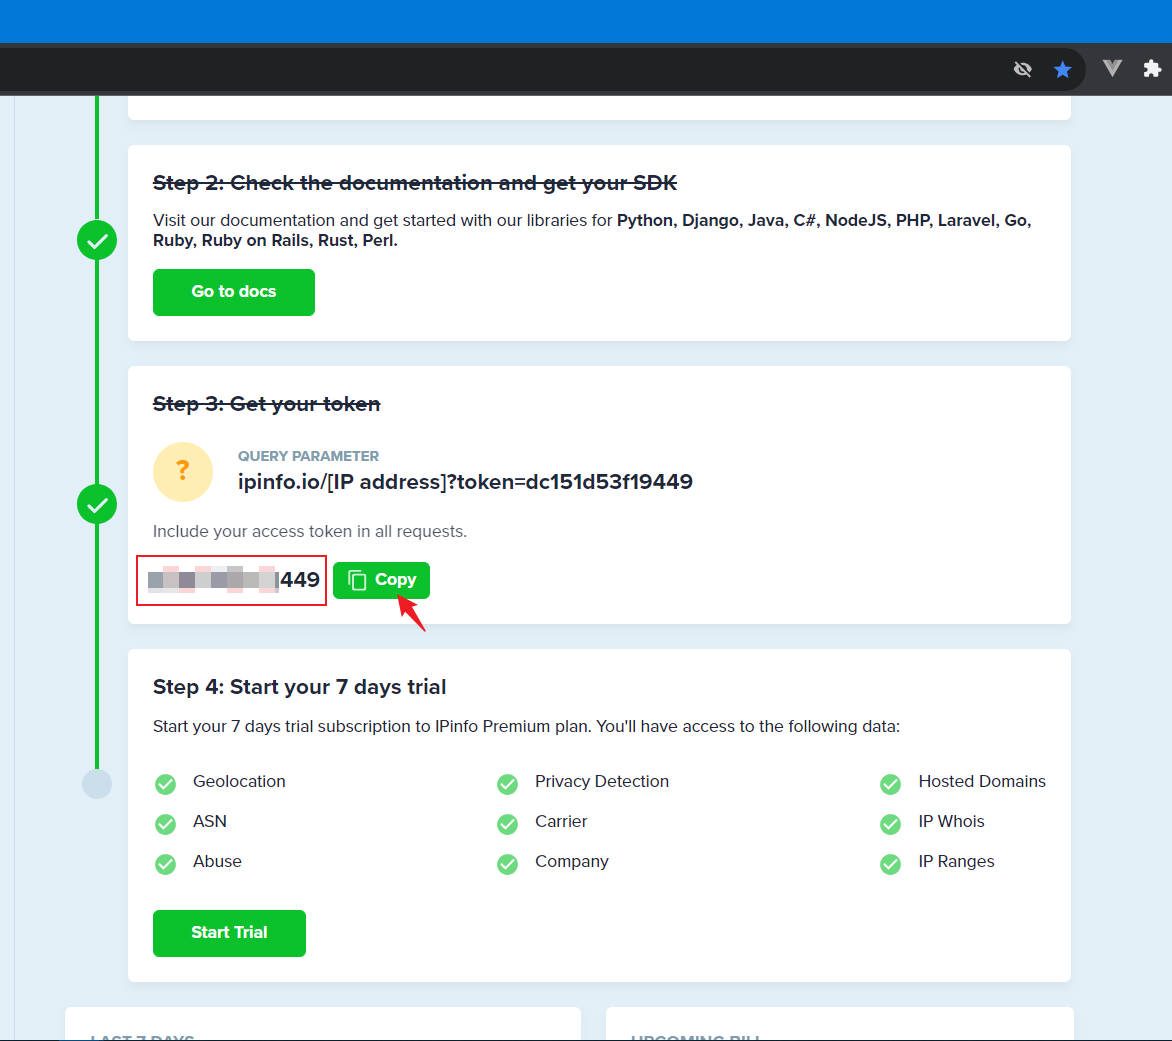 Step 2: Check the documentation and get your SDK
Visit our documentation and get started with our libraries for Python, Django, Java, C#, NodeJS, PHP, Laravel, Go,
Ruby, Ruby on Rails, Rust, Perl.
Go to docs
Step 3: Get your token
?
QUERY PARAMETER
ipinfo.io/[IP address]?token=dc151d53f19449
Include your access token in all requests.
449
Copy
Step 4: Start your 7 days trial
Start your 7 days trial subscription to IPinfo Premium plan. You'll have access to the following data:
Geolocation Privacy Detection Hosted Domains
ASN Carrier IP Whois
Abuse Company IP Ranges
Start Trial
LAST 7 DAYS UPCOMING BILL